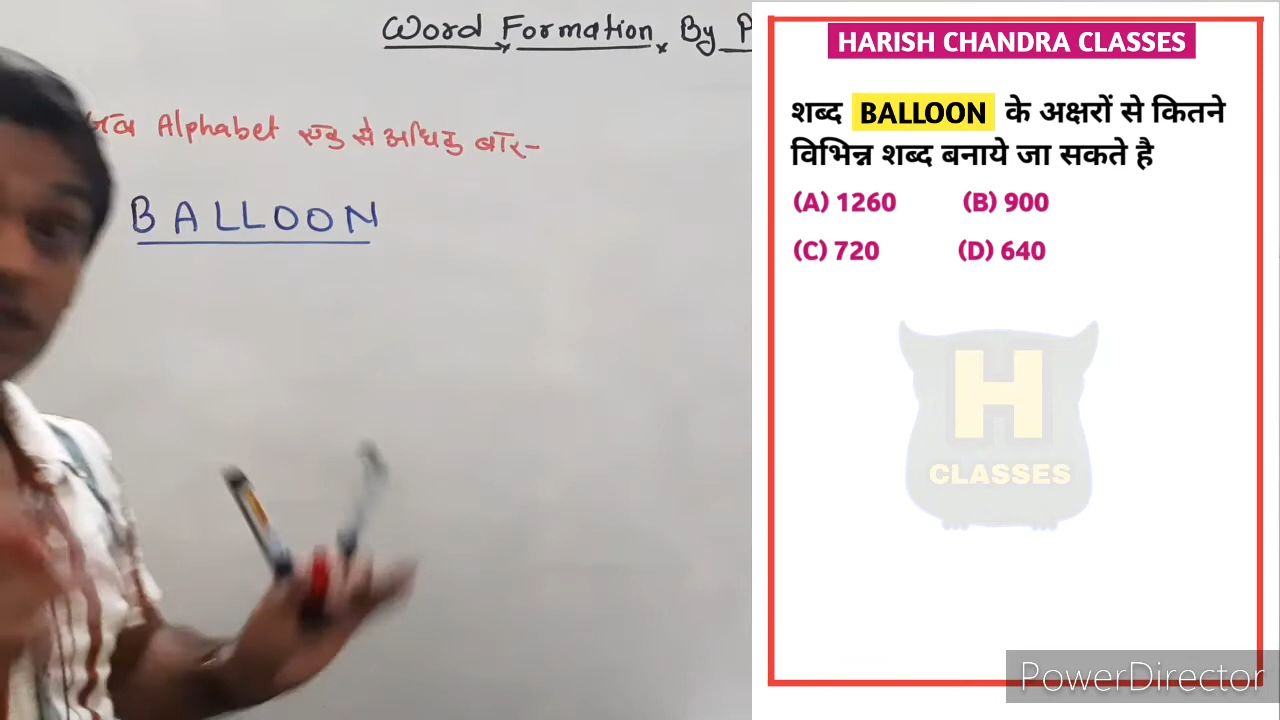 Word Formation By P
Alphabet एक से अधिक बार-
BALLOON
HARISH CHANDRA CLASSES
शब्द BALLOON के अक्षरों से कितने
विभिन्न शब्द बनाये जा सकते है
(A) 1260 (B) 900
(C) 720 (D) 640
H
CLASSES
PowerDirector